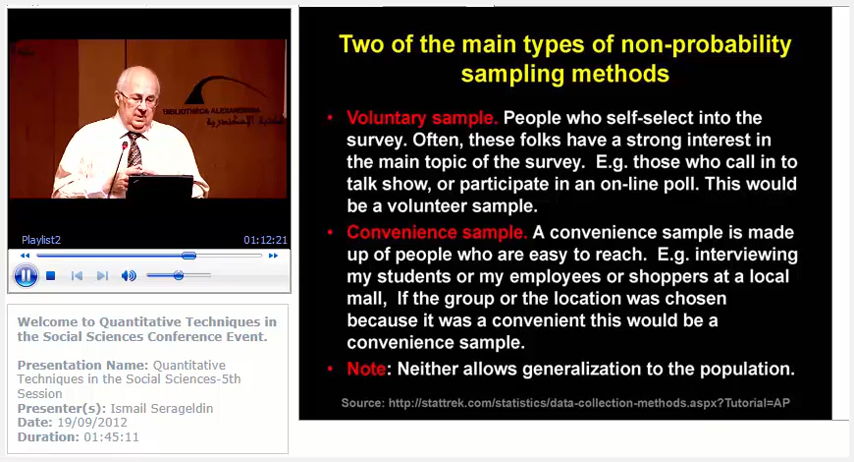 BIBLIOTHECA ALEXANDRINA
Playlist2
01:12:21
Welcome to Quantitative Techniques in
the Social Sciences Conference Event.
Presentation Name: Quantitative
Techniques in the Social Sciences-5th
Session
Presenter(s): Ismail Serageldin
Date: 19/09/2012
Duration: 01:45:11
Two of the main types of non-probability
sampling methods
• Voluntary sample. People who self-select into the
survey. Often, these folks have a strong interest in
the main topic of the survey. E.g. those who call in to
talk show, or participate in an on-line poll. This would
be a volunteer sample.
• Convenience sample. A convenience sample is made
up of people who are easy to reach. E.g. interviewing
my students or my employees or shoppers at a local
mall, If the group or the location was chosen
because it was a convenient this would be a
convenience sample.
• Note: Neither allows generalization to the population.
Source: http://stattrek.com/statistics/data-collection-methods.aspx?Tutorial=AP